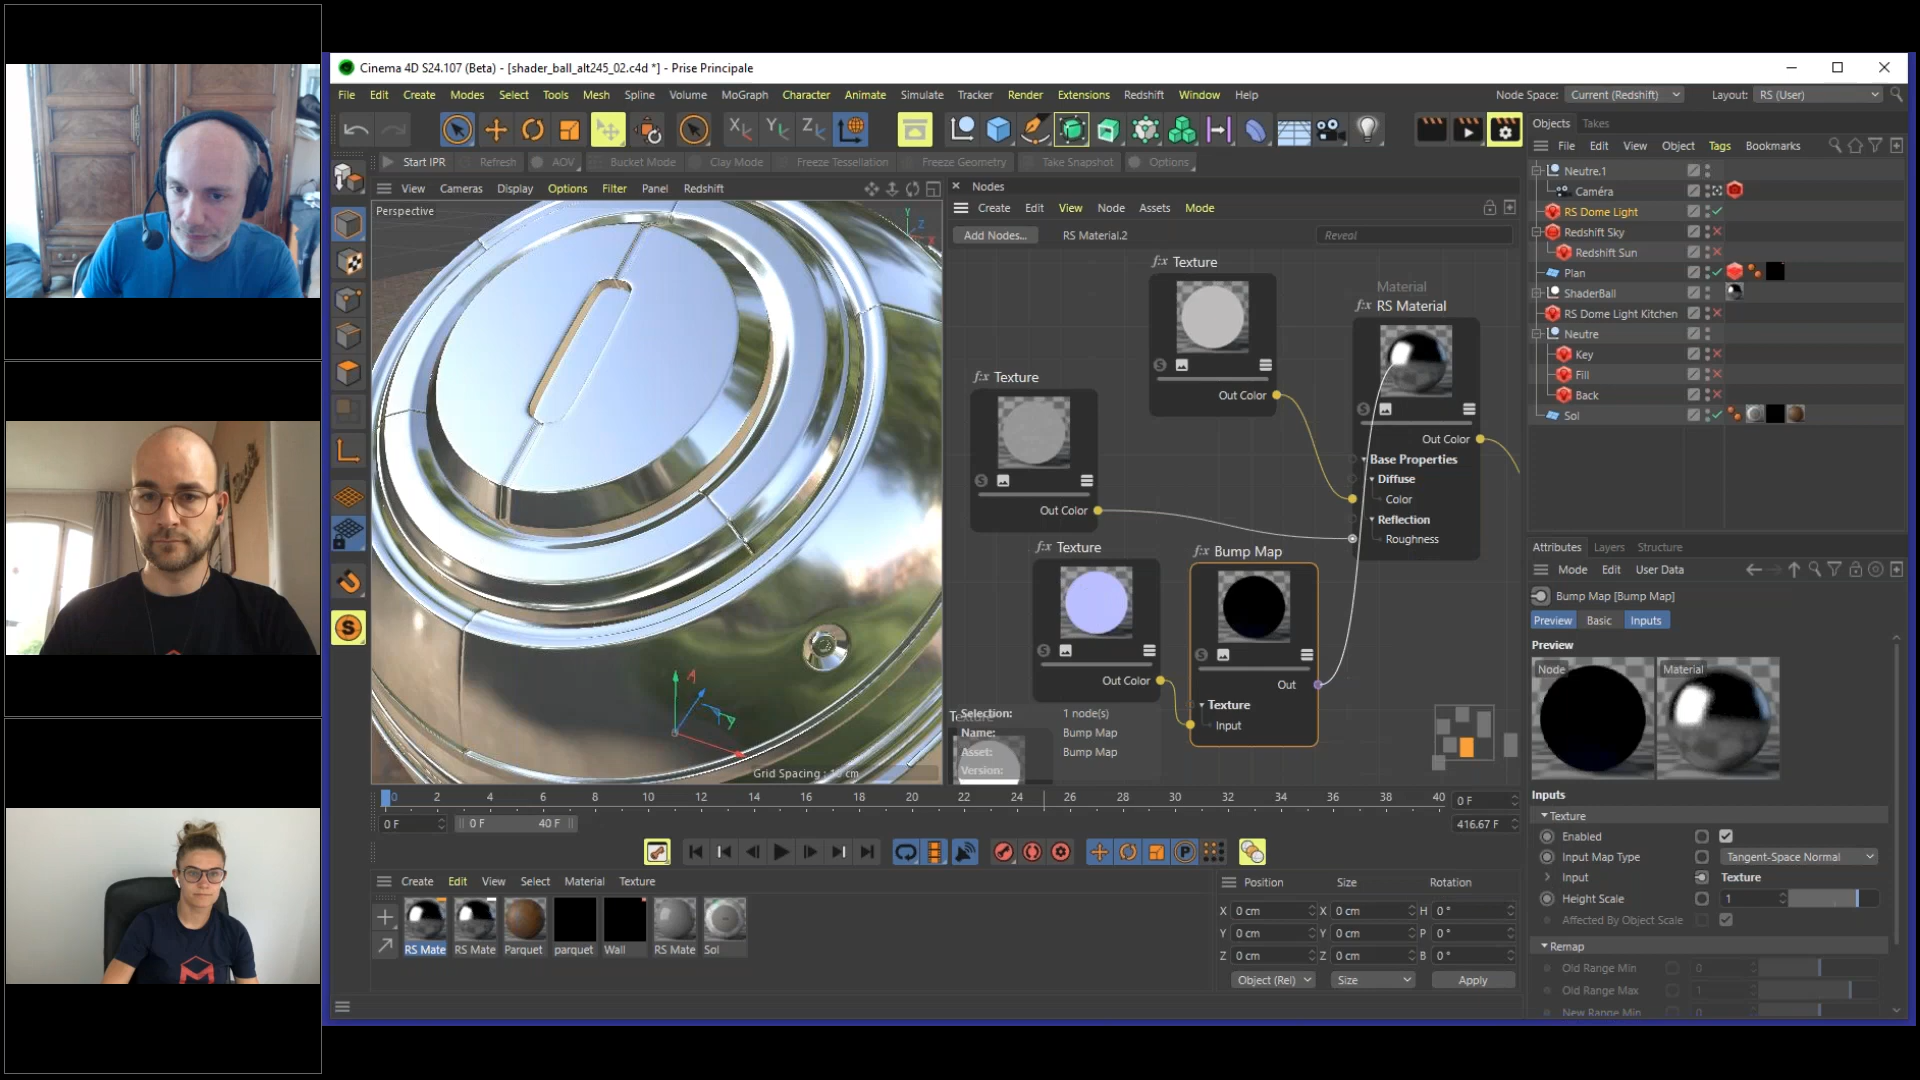 Cinema 4D S24.107 (Beta) - [shader_ball_alt245_02.c4d *] - Prise Principale
File Edit Create Modes Select Tools Mesh Spline Volume MoGraph Character Animate Simulate Tracker Render Extensions Redshift Window Help
Node Space: Current (Redshift) Layout: RS (User)
Start IPR Refresh AOV Bucket Mode Clay Mode Freeze Tessellation Freeze Geometry Take Snapshot Options
View Cameras Display Options Filter Panel Redshift
Perspective
Y
Z
X
Grid Spacing : 10 cm
Nodes
Create Edit View Node Assets Mode
Add Nodes... RS Material.2 Reveal
f:x Texture
Out Color
Material
f:x RS Material
Out Color
Base Properties
Diffuse
Color
Reflection
Roughness
f:x Texture
Out Color
f:x Texture
Out Color
f:x Bump Map
Out
Texture
Input
Selection: 1 node(s)
Name: Bump Map
Asset: Bump Map
Version:
0 2 4 6 8 10 12 14 16 18 20 22 24 26 28 30 32 34 36 38 40 0 F
0 F 0 F 40 F 416.67 F
Create Edit View Select Material Texture
RS Mate RS Mate Parquet parquet Wall RS Mate Sol
Position Size Rotation
X 0 cm X 0 cm H 0 °
Y 0 cm Y 0 cm P 0 °
Z 0 cm Z 0 cm B 0 °
Object (Rel) Size Apply
Objects Takes
File Edit View Object Tags Bookmarks
Neutre.1
Caméra
RS Dome Light
Redshift Sky
Redshift Sun
Plan
ShaderBall
RS Dome Light Kitchen
Neutre
Key
Fill
Back
Sol
Attributes Layers Structure
Mode Edit User Data
Bump Map [Bump Map]
Preview Basic Inputs
Preview
Node Material
Inputs
Texture
Enabled
Input Map Type Tangent-Space Normal
Input Texture
Height Scale 1
Affected By Object Scale
Remap
Old Range Min 0
Old Range Max 1
New Range Min 0